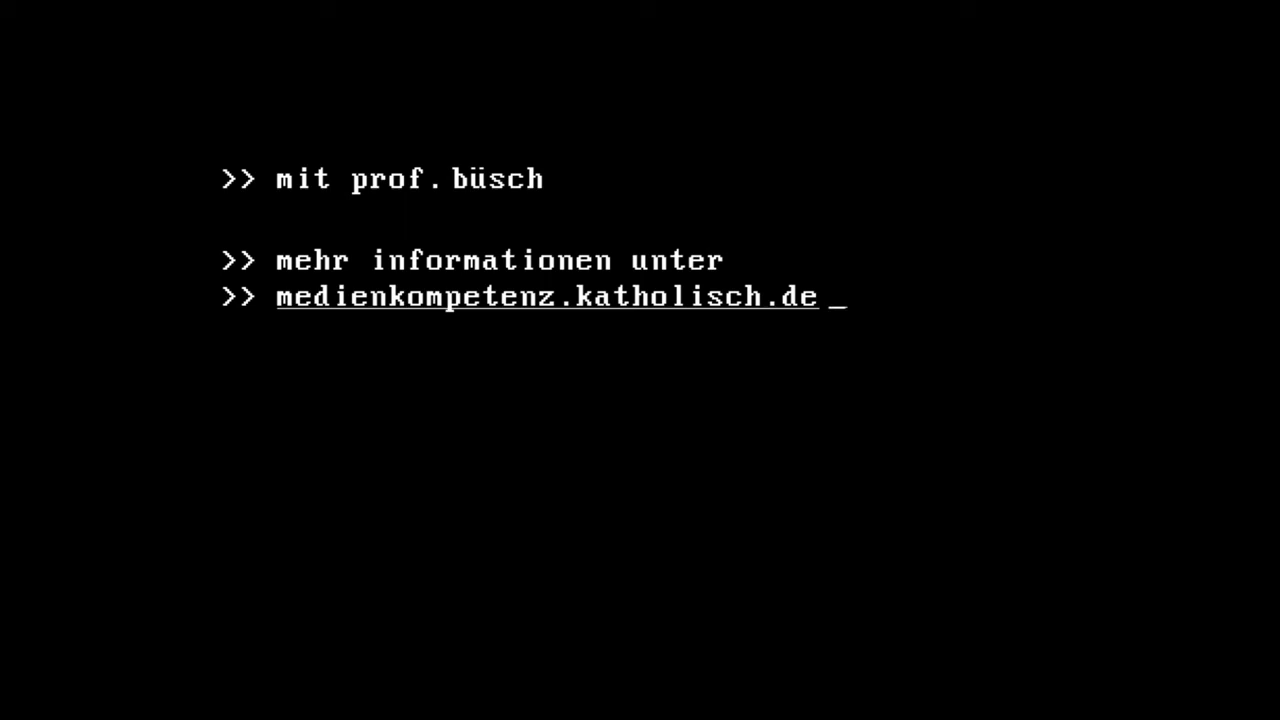 >> mit prof.büsch
>> mehr informationen unter
>> medienkompetenz.katholisch.de _